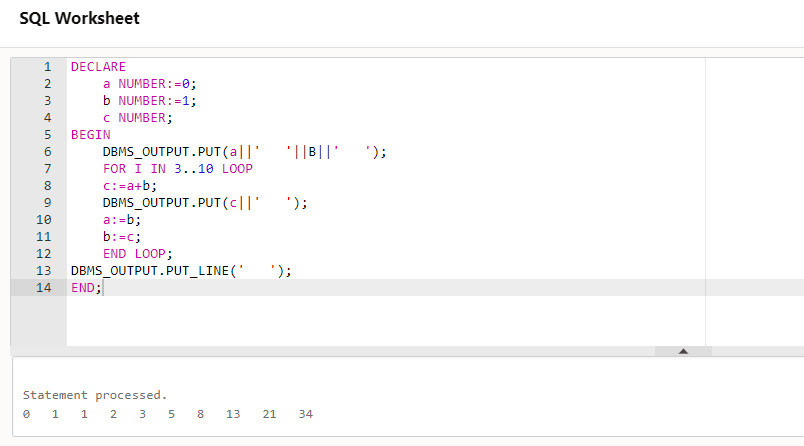 SQL Worksheet
1 DECLARE
2     a NUMBER:=0;
3     b NUMBER:=1;
4     c NUMBER;
5 BEGIN
6     DBMS_OUTPUT.PUT(a||'   '||B||'   ');
7     FOR I IN 3..10 LOOP
8     c:=a+b;
9     DBMS_OUTPUT.PUT(c||'   ');
10     a:=b;
11     b:=c;
12     END LOOP;
13 DBMS_OUTPUT.PUT_LINE('   ');
14 END;
Statement processed.
0   1   1   2   3   5   8   13   21   34